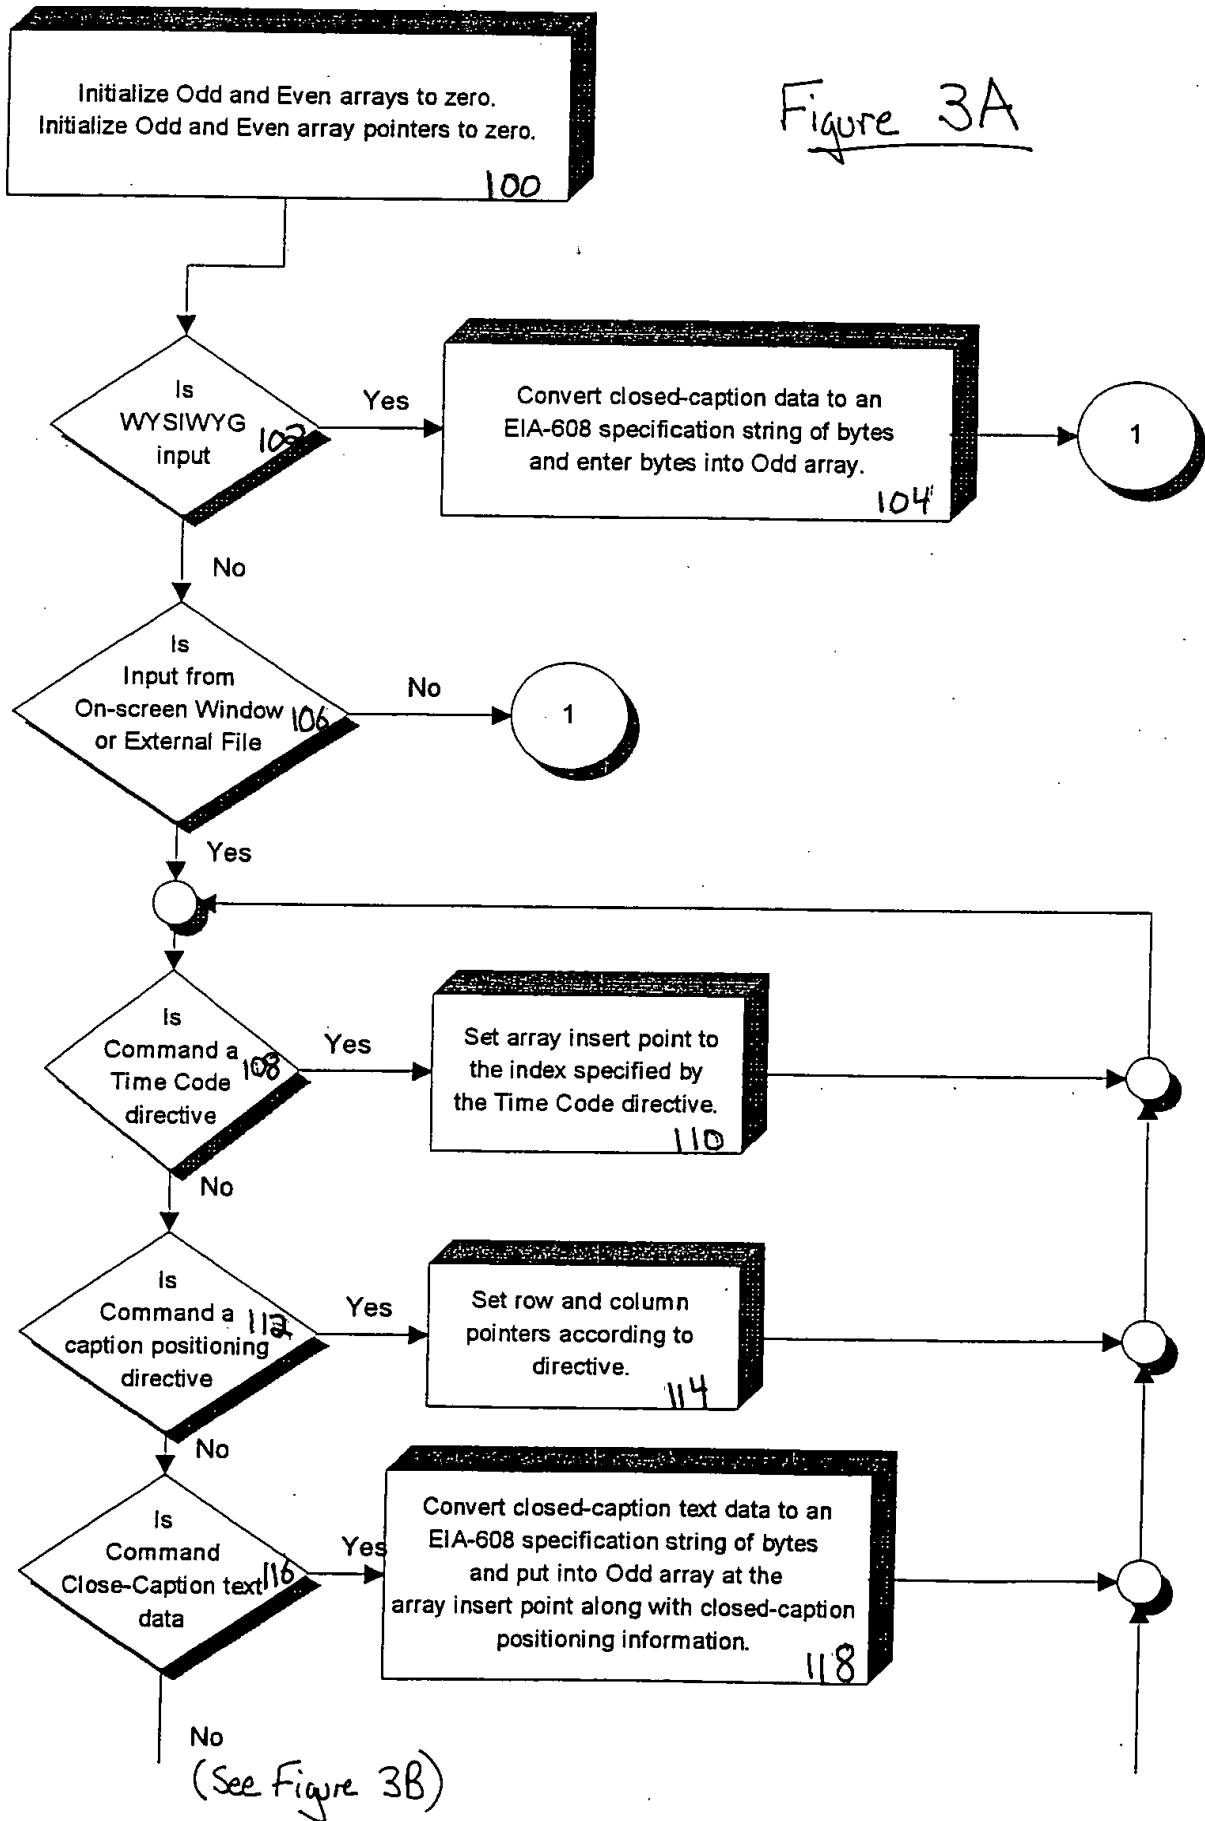 Figure 3A
Initialize Odd and Even arrays to zero.
Initialize Odd and Even array pointers to zero.
100
Is
WYSIWYG
input
102
Yes
Convert closed-caption data to an
EIA-608 specification string of bytes
and enter bytes into Odd array.
104
1
No
Is
Input from
On-screen Window
or External File
106
No
1
Yes
Is
Command a
Time Code
directive
108
Yes
Set array insert point to
the index specified by
the Time Code directive.
110
No
Is
Command a
caption positioning
directive
112
Yes
Set row and column
pointers according to
directive.
114
No
Is
Command
Close-Caption text
data
116
Yes
Convert closed-caption text data to an
EIA-608 specification string of bytes
and put into Odd array at the
array insert point along with closed-caption
positioning information.
118
No
(See Figure 3B)